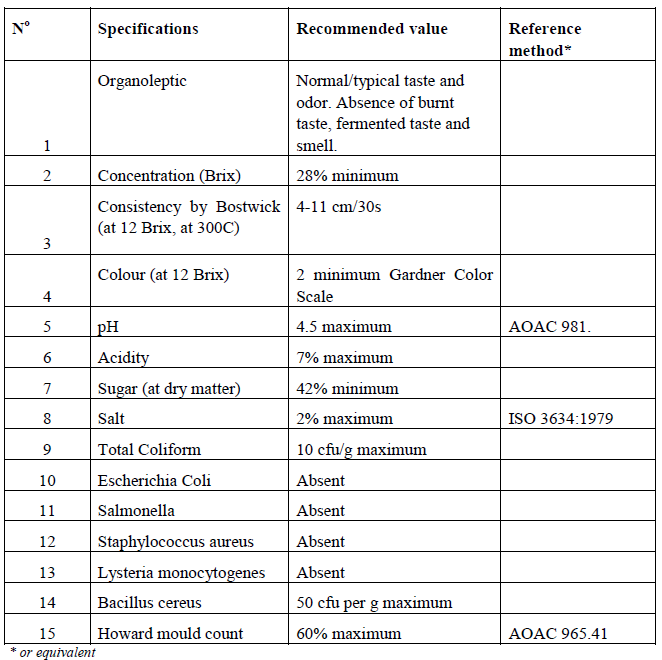 Nº Specifications Recommended value Reference
method*
Organoleptic Normal/typical taste and
odor. Absence of burnt
taste, fermented taste and
1 smell.
2 Concentration (Brix) 28% minimum
Consistency by Bostwick 4-11 cm/30s
(at 12 Brix, at 300C)
3
Colour (at 12 Brix) 2 minimum Gardner Color
4 Scale
5 pH 4.5 maximum AOAC 981.
6 Acidity 7% maximum
7 Sugar (at dry matter) 42% minimum
8 Salt 2% maximum ISO 3634:1979
9 Total Coliform 10 cfu/g maximum
10 Escherichia Coli Absent
11 Salmonella Absent
12 Staphylococcus aureus Absent
13 Lysteria monocytogenes Absent
14 Bacillus cereus 50 cfu per g maximum
15 Howard mould count 60% maximum AOAC 965.41
* or equivalent